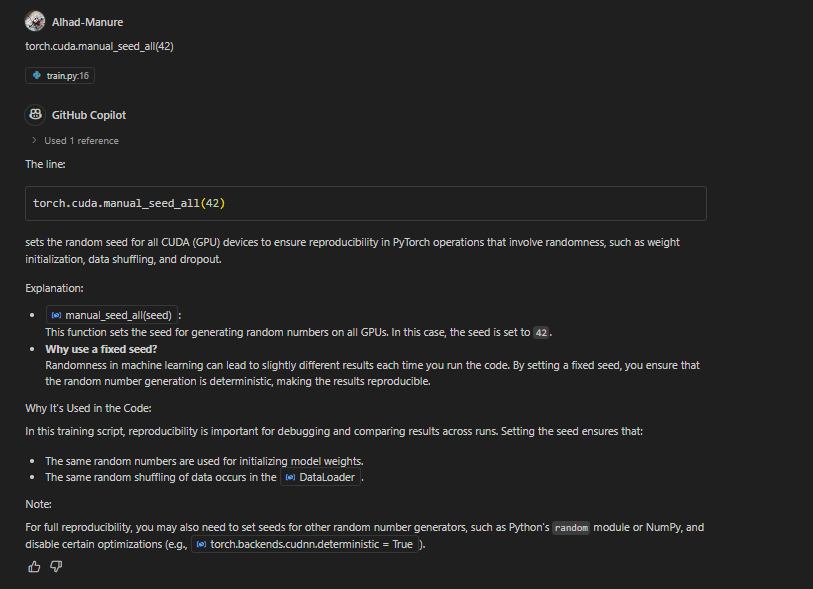 Alhad-Manure
torch.cuda.manual_seed_all(42)
train.py:16
GitHub Copilot
Used 1 reference
The line:
torch.cuda.manual_seed_all(42)
sets the random seed for all CUDA (GPU) devices to ensure reproducibility in PyTorch operations that involve randomness, such as weight
initialization, data shuffling, and dropout.
Explanation:
• manual_seed_all(seed) :
This function sets the seed for generating random numbers on all GPUs. In this case, the seed is set to 42 .
• Why use a fixed seed?
Randomness in machine learning can lead to slightly different results each time you run the code. By setting a fixed seed, you ensure that
the random number generation is deterministic, making the results reproducible.
Why It's Used in the Code:
In this training script, reproducibility is important for debugging and comparing results across runs. Setting the seed ensures that:
• The same random numbers are used for initializing model weights.
• The same random shuffling of data occurs in the DataLoader .
Note:
For full reproducibility, you may also need to set seeds for other random number generators, such as Python's random module or NumPy, and
disable certain optimizations (e.g., torch.backends.cudnn.deterministic = True ).